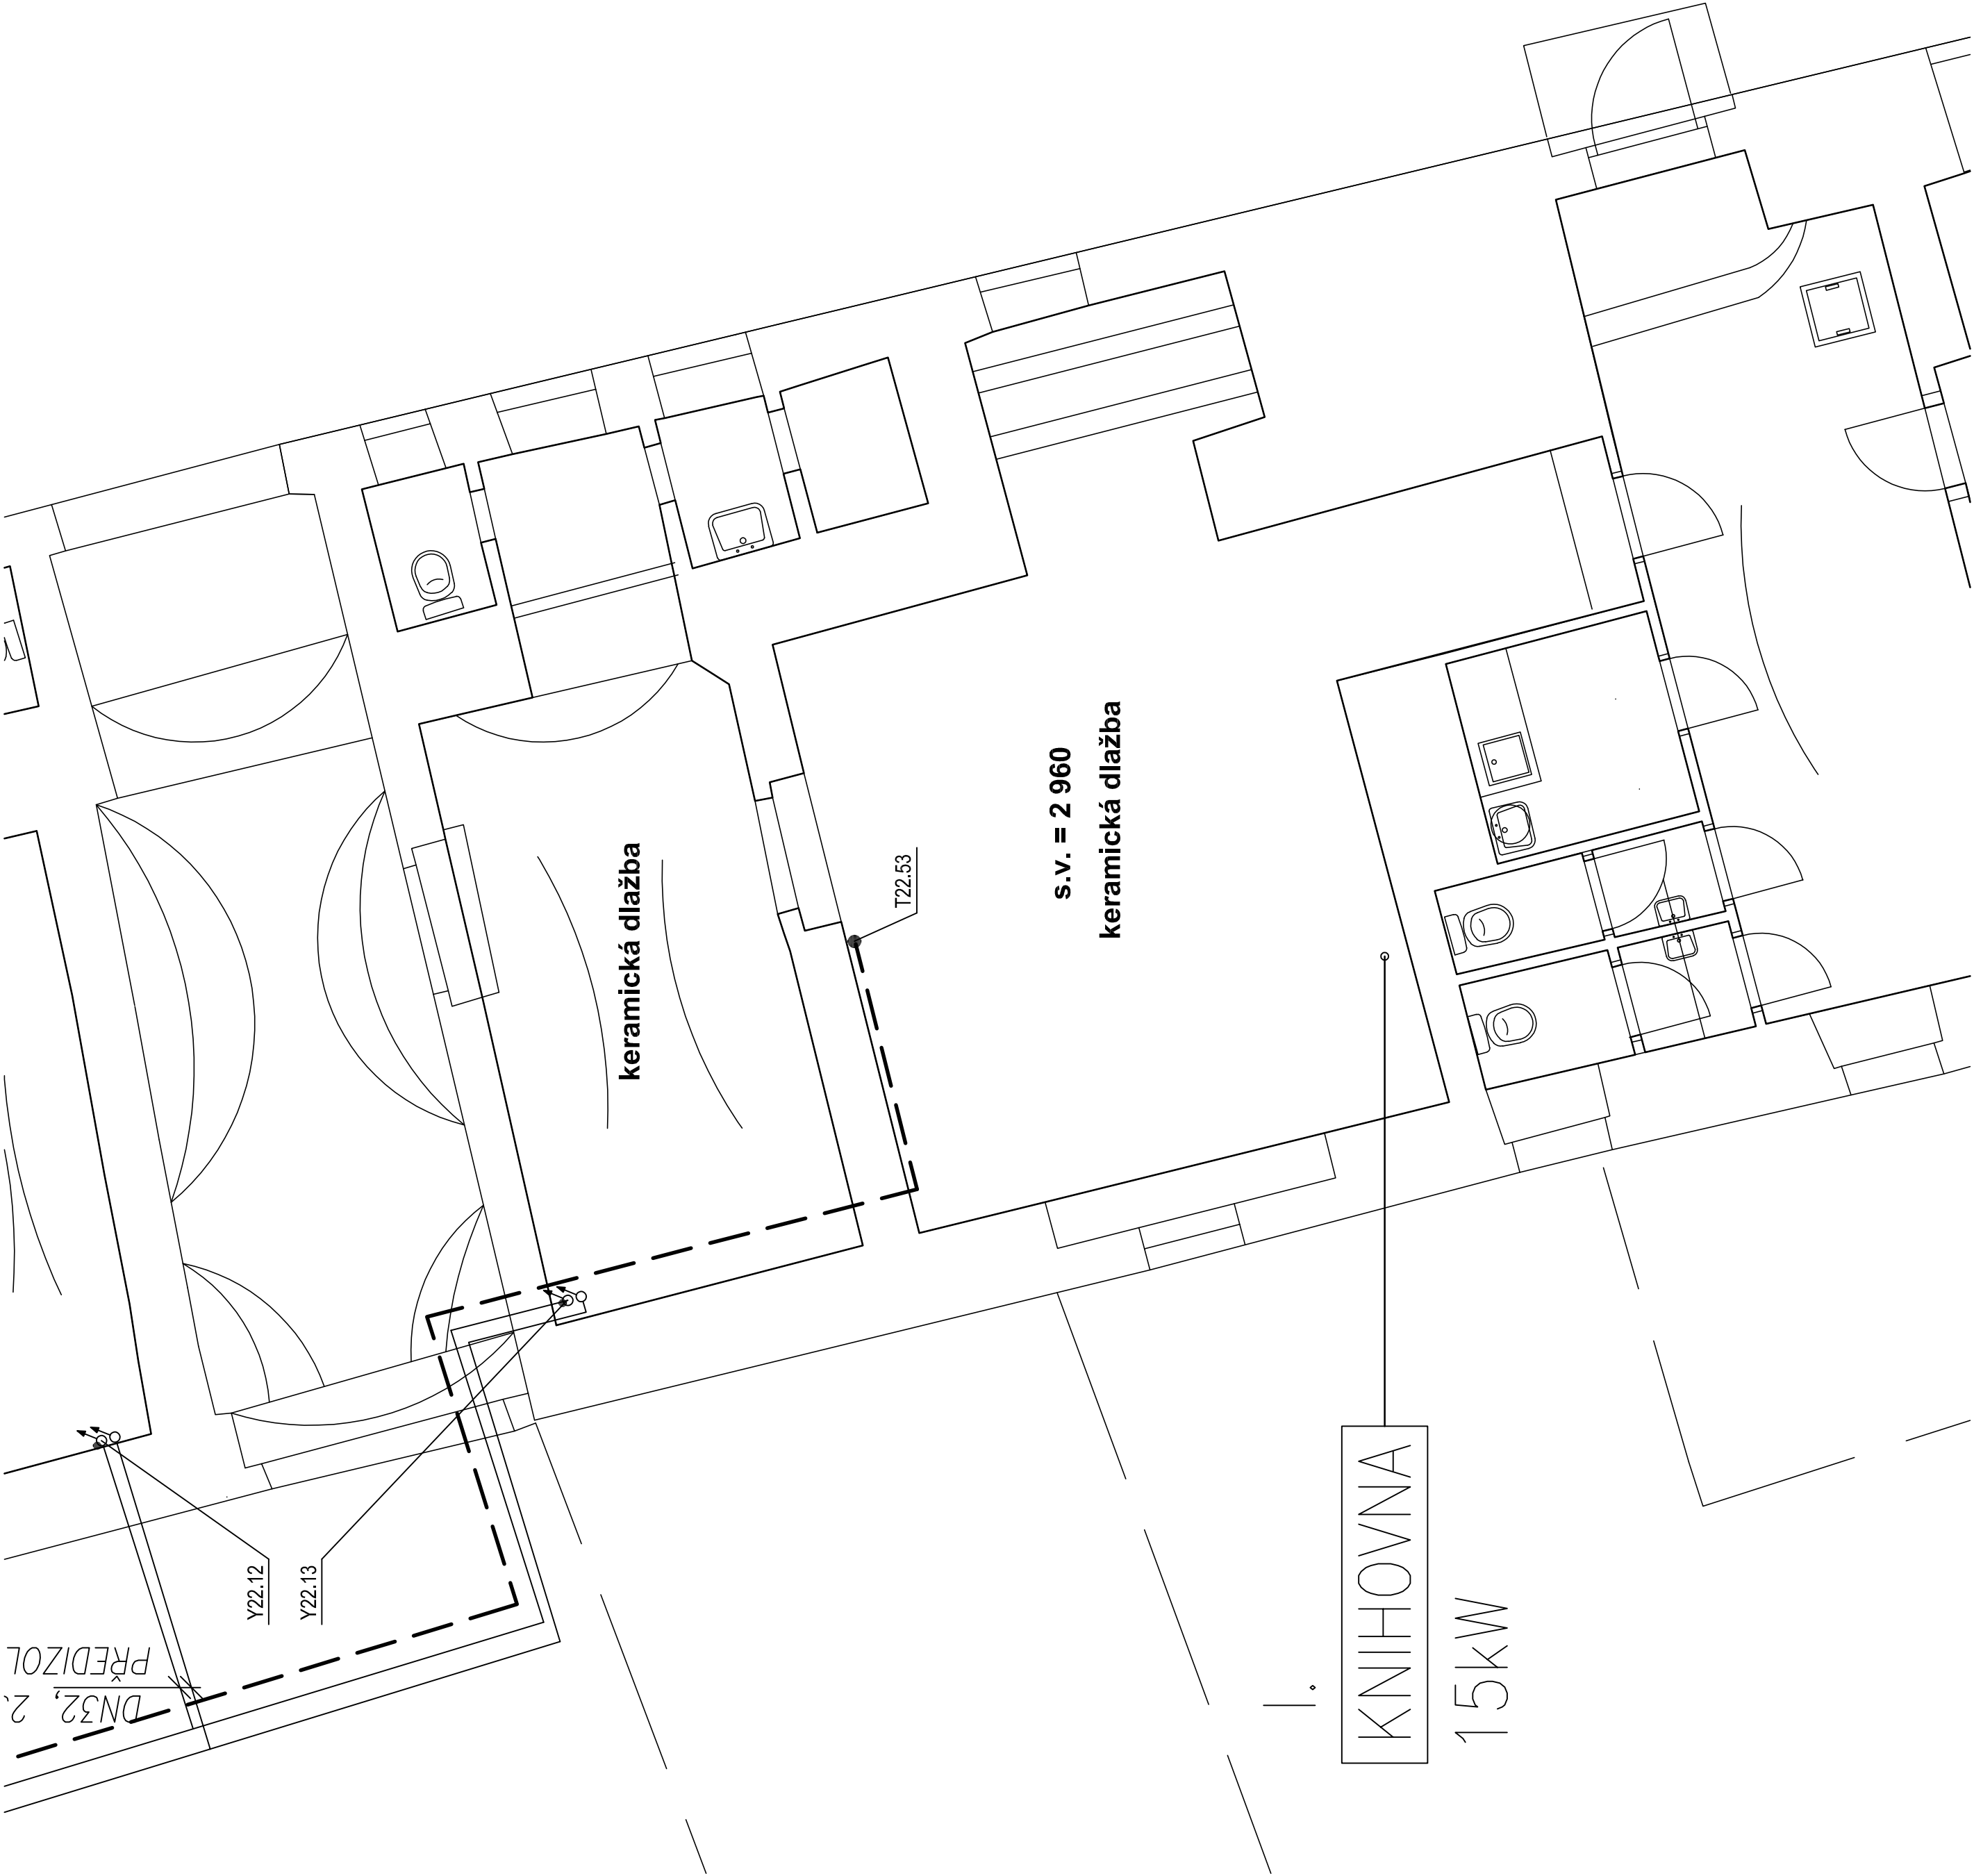 keramická dlažba
s.v. = 2 960
keramická dlažba
T22.53
Y22.12
Y22.13
PŘEDIZOL
DN32, 2
I.
KNIHOVNA
15kW